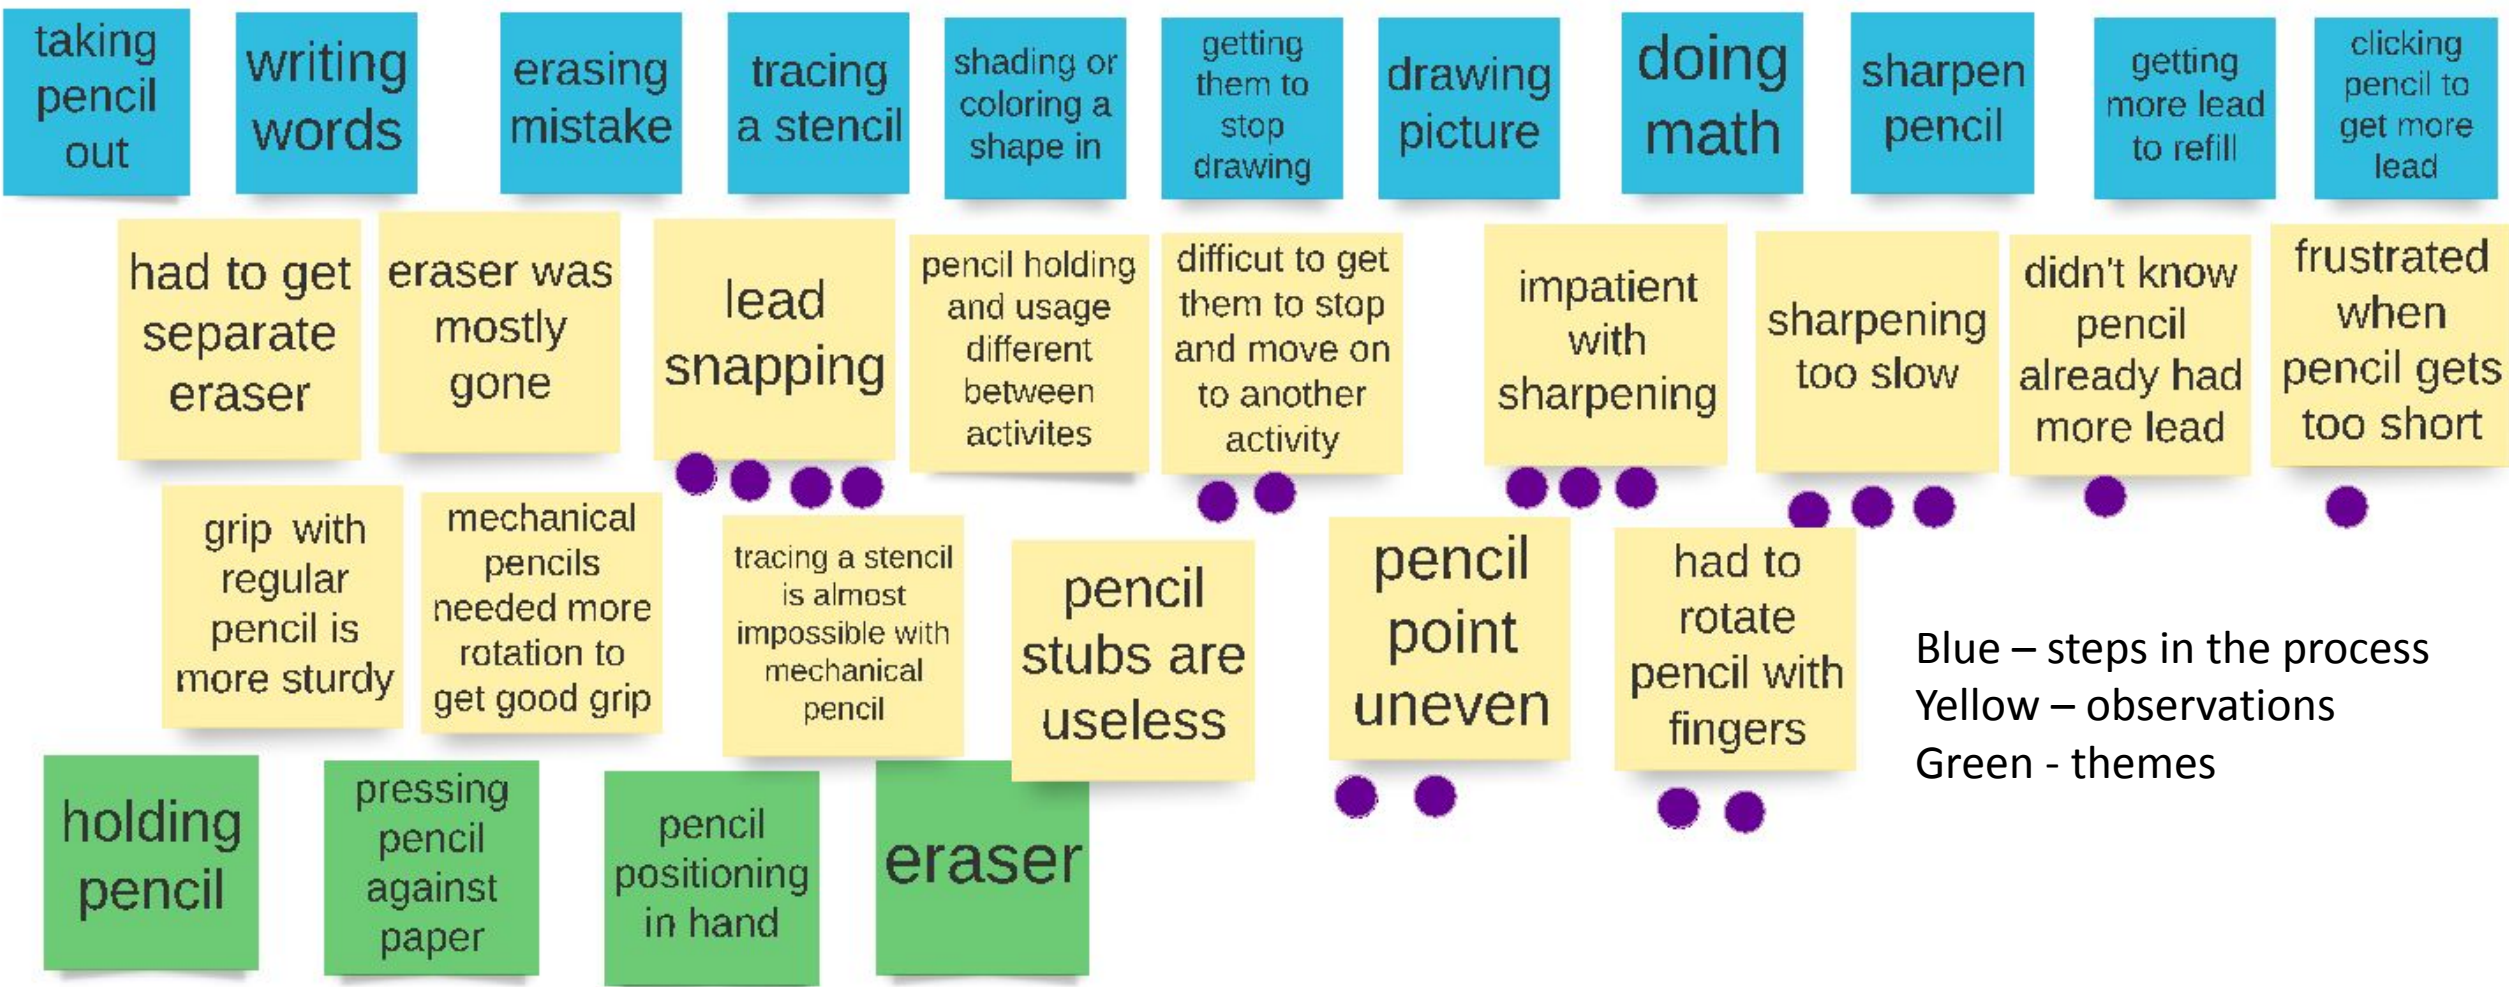 taking
pencil
out
writing
words
erasing
mistake
tracing
a stencil
shading or
coloring a
shape in
getting
them to
stop
drawing
drawing
picture
doing
math
sharpen
pencil
getting
more lead
to refill
clicking
pencil to
get more
lead
had to get
separate
eraser
eraser was
mostly
gone
lead
snapping
pencil holding
and usage
different
between
activites
difficut to get
them to stop
and move on
to another
activity
impatient
with
sharpening
sharpening
too slow
didn't know
pencil
already had
more lead
frustrated
when
pencil gets
too short
grip with
regular
pencil is
more sturdy
mechanical
pencils
needed more
rotation to
get good grip
tracing a stencil
is almost
impossible with
mechanical
pencil
pencil
stubs are
useless
pencil
point
uneven
had to
rotate
pencil with
fingers
Blue – steps in the process
Yellow – observations
Green - themes
holding
pencil
pressing
pencil
against
paper
pencil
positioning
in hand
eraser